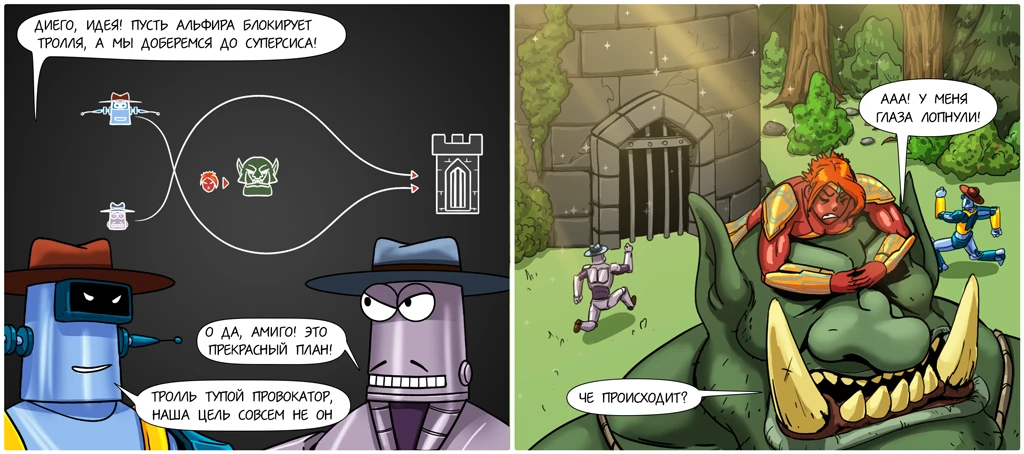 ДИЕГО, ИДЕЯ! ПУСТЬ АЛЬФИРА БЛОКИРУЕТ
ТРОЛЛЯ, А МЫ ДОБЕРЕМСЯ ДО СУПЕРСИСА!
О ДА, АМИГО! ЭТО
ПРЕКРАСНЫЙ ПЛАН!
ТРОЛЛЬ ТУПОЙ ПРОВОКАТОР,
НАША ЦЕЛЬ СОВСЕМ НЕ ОН
ААА! У МЕНЯ
ГЛАЗА ЛОПНУЛИ!
ЧЕ ПРОИСХОДИТ?